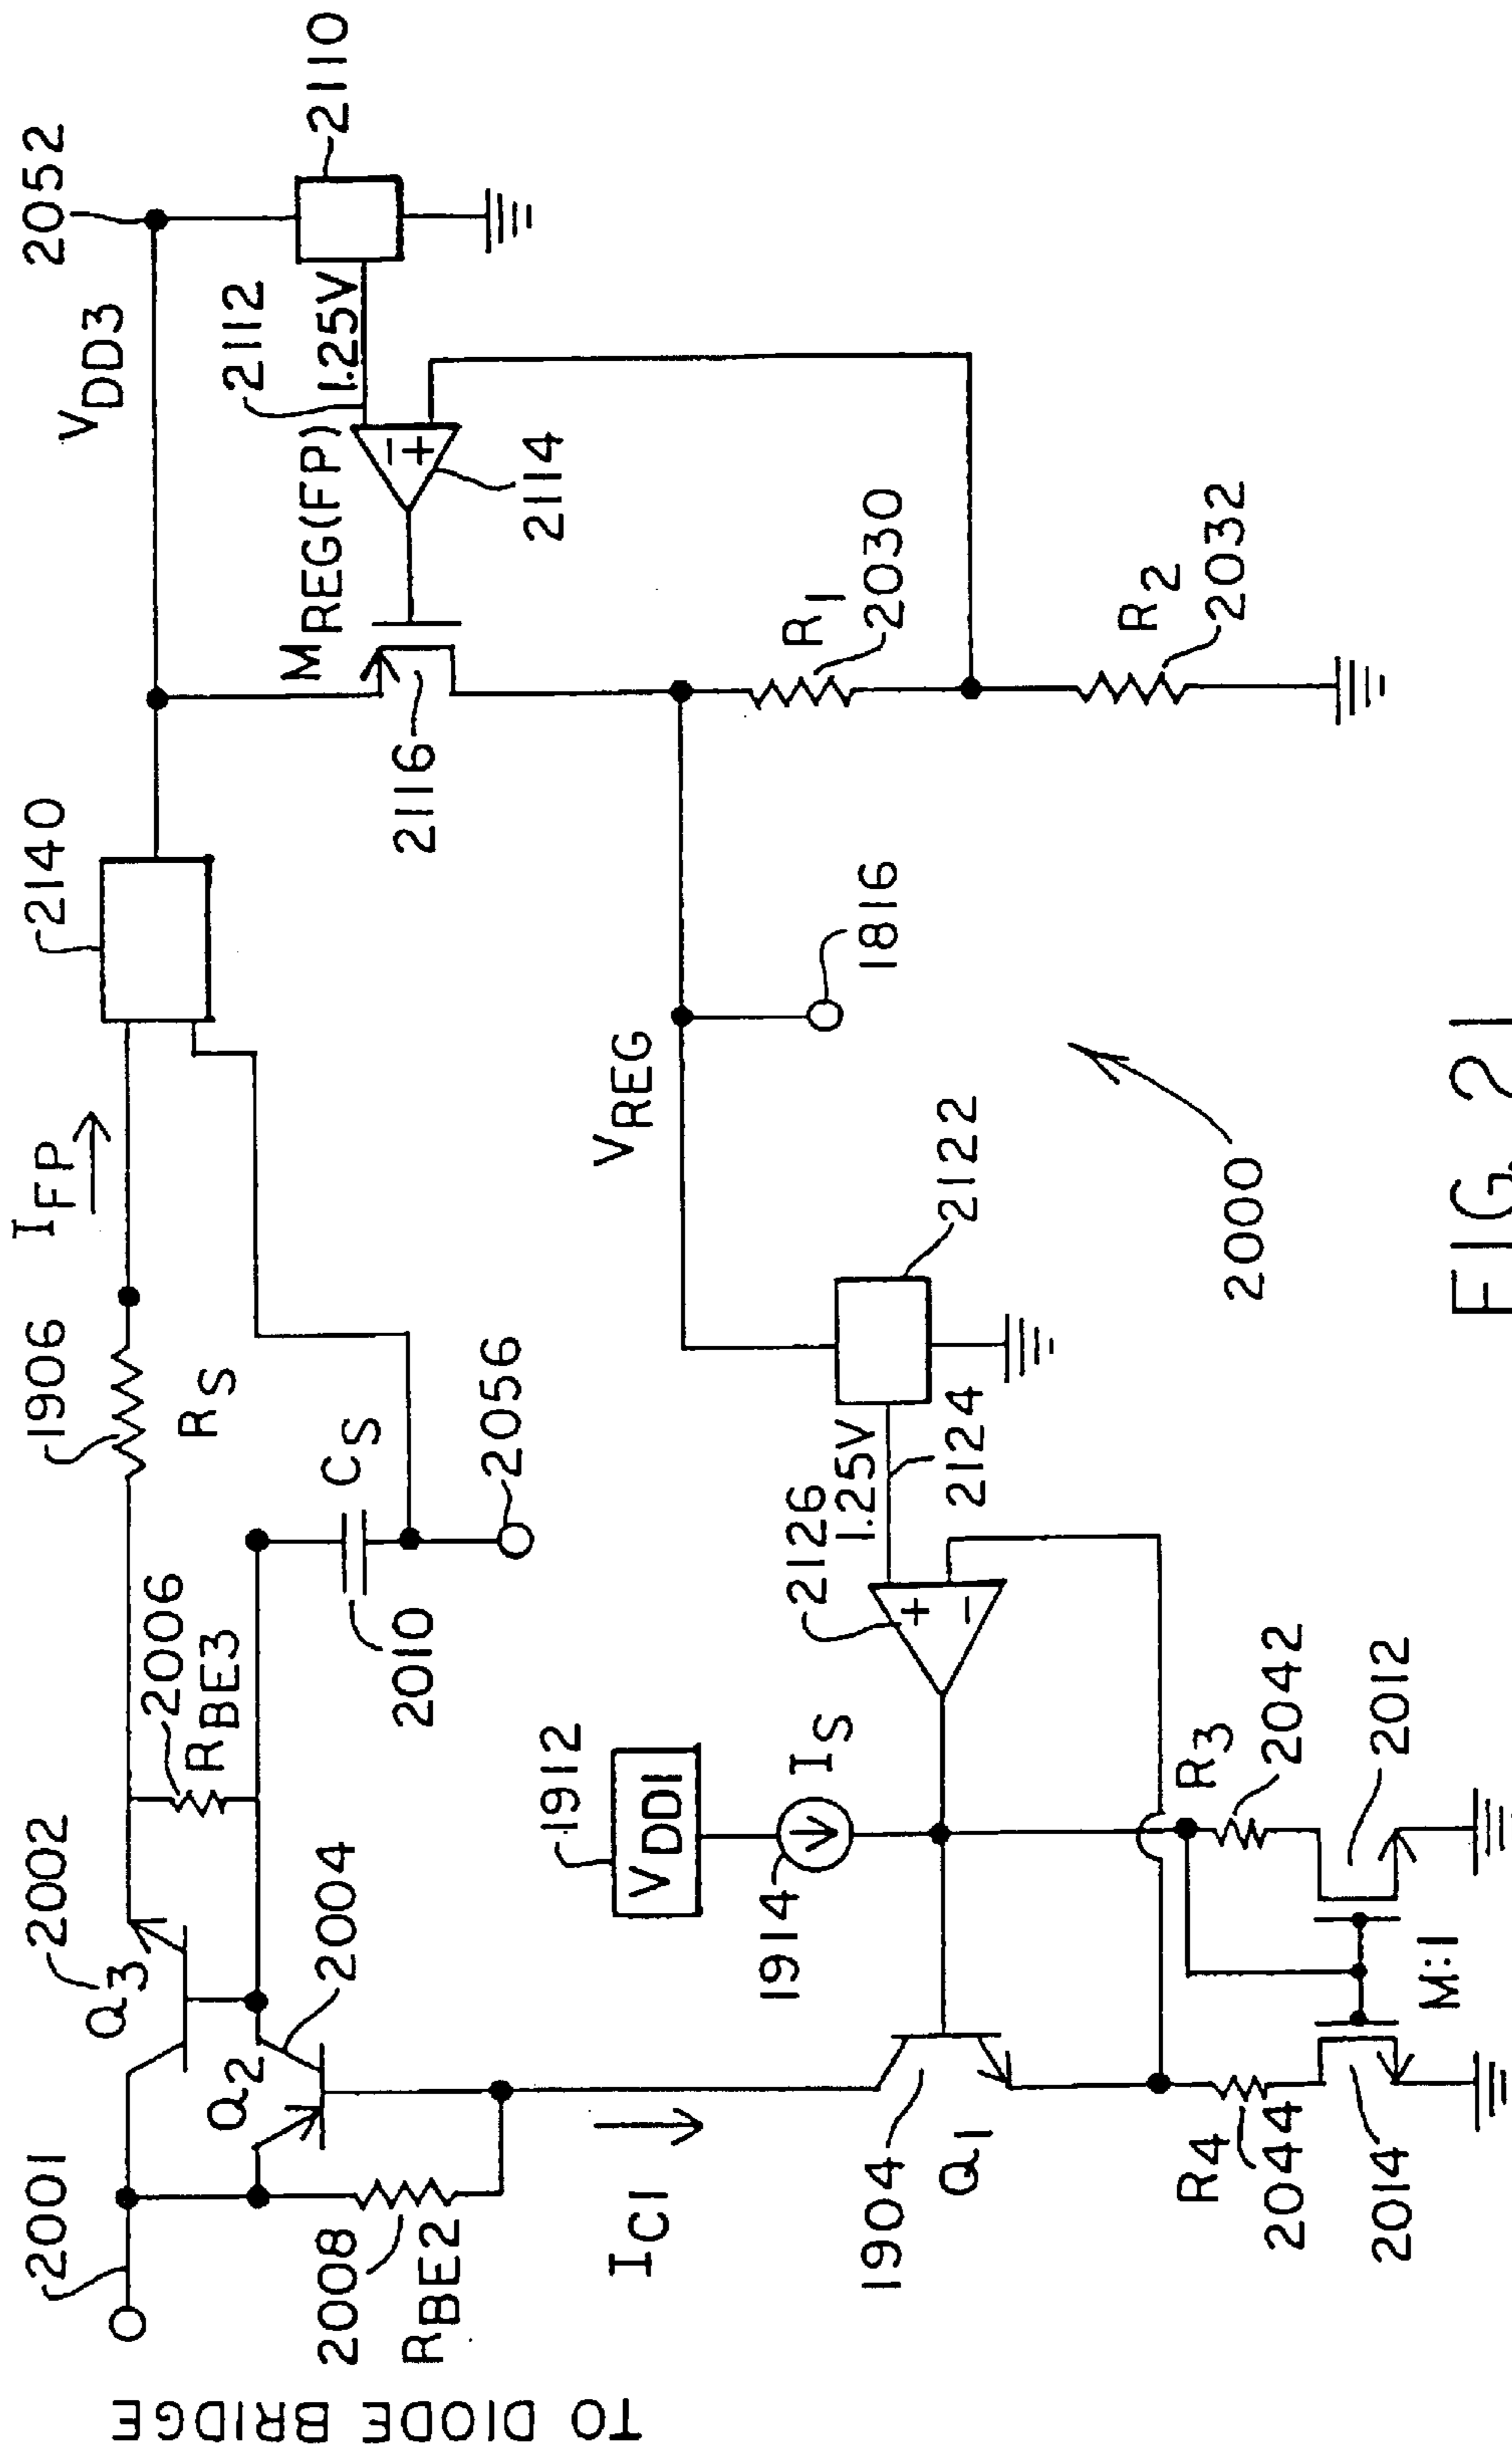 2052
VDD3
2110
2112
1.25V
MREG(FP)
2114
2116
R1
2030
R2
2032
2140
IFP
1906
RS
CS
2056
2010
VREG
1816
2122
2124
1.25V
2126
2000
2006
RBE3
2002
Q3
2004
Q2
2001
2008
RBE2
IC1
TO DIODE BRIDGE
1912
VDD1
IS
1914
1904
Q1
R3
2042
2012
M:1
R4
2044
2014
FIG. 21